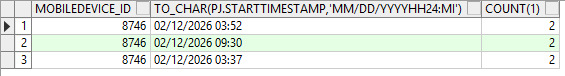 MOBILEDEVICE_ID TO_CHAR(PJ.STARTTIMESTAMP,'MM/DD/YYYYHH24:MI') COUNT(1)
1 8746 02/12/2026 03:52 2
2 8746 02/12/2026 09:30 2
3 8746 02/12/2026 03:37 2